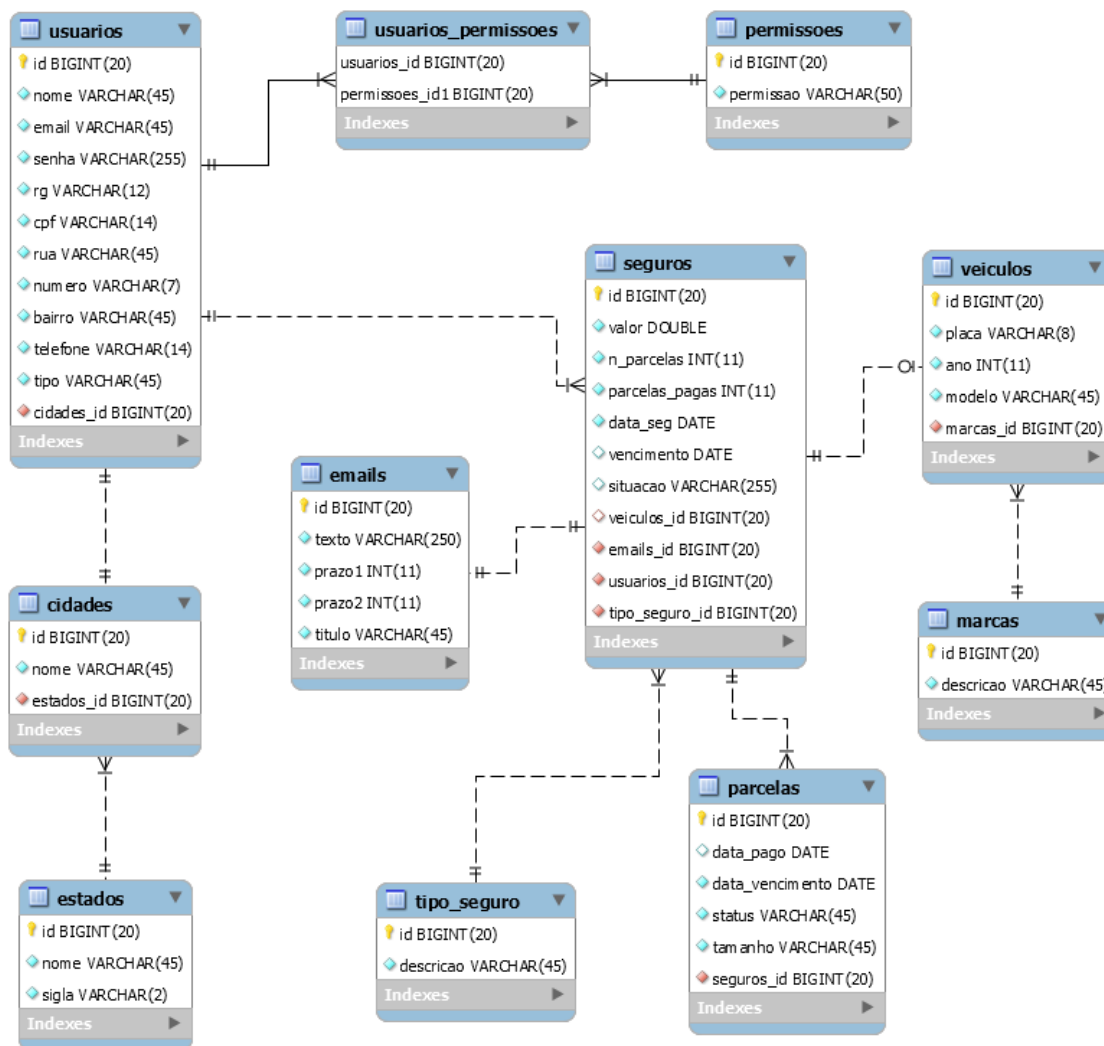 usuarios
id BIGINT(20)
nome VARCHAR(45)
email VARCHAR(45)
senha VARCHAR(255)
rg VARCHAR(12)
cpf VARCHAR(14)
rua VARCHAR(45)
numero VARCHAR(7)
bairro VARCHAR(45)
telefone VARCHAR(14)
tipo VARCHAR(45)
cidades_id BIGINT(20)
Indexes
usuarios_permissoes
usuarios_id BIGINT(20)
permissoes_id1 BIGINT(20)
Indexes
permissoes
id BIGINT(20)
permissao VARCHAR(50)
Indexes
seguros
id BIGINT(20)
valor DOUBLE
n_parcelas INT(11)
parcelas_pagas INT(11)
data_seg DATE
vencimento DATE
situacao VARCHAR(255)
veiculos_id BIGINT(20)
emails_id BIGINT(20)
usuarios_id BIGINT(20)
tipo_seguro_id BIGINT(20)
Indexes
veiculos
id BIGINT(20)
placa VARCHAR(8)
ano INT(11)
modelo VARCHAR(45)
marcas_id BIGINT(20)
Indexes
emails
id BIGINT(20)
texto VARCHAR(250)
prazo1 INT(11)
prazo2 INT(11)
titulo VARCHAR(45)
Indexes
cidades
id BIGINT(20)
nome VARCHAR(45)
estados_id BIGINT(20)
Indexes
marcas
id BIGINT(20)
descricao VARCHAR(45)
Indexes
parcelas
id BIGINT(20)
data_pago DATE
data_vencimento DATE
status VARCHAR(45)
tamanho VARCHAR(45)
seguros_id BIGINT(20)
Indexes
estados
id BIGINT(20)
nome VARCHAR(45)
sigla VARCHAR(2)
Indexes
tipo_seguro
id BIGINT(20)
descricao VARCHAR(45)
Indexes